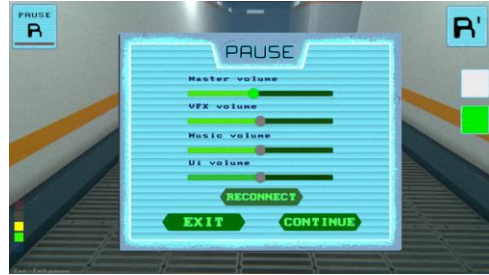 PAUSE
R
R'
PAUSE
Master volume
VFX volume
Music volume
Ui volume
RECONNECT
EXIT
CONTINUE